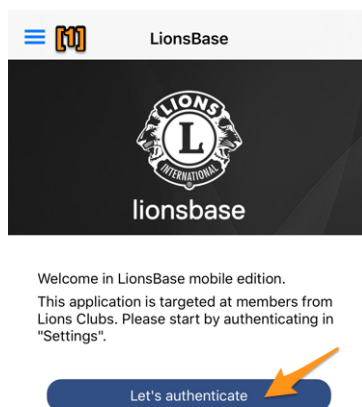 [1] LionsBase
LIONS
L
INTERNATIONAL
lionsbase
Welcome in LionsBase mobile edition.
This application is targeted at members from
Lions Clubs. Please start by authenticating in
"Settings".
Let's authenticate